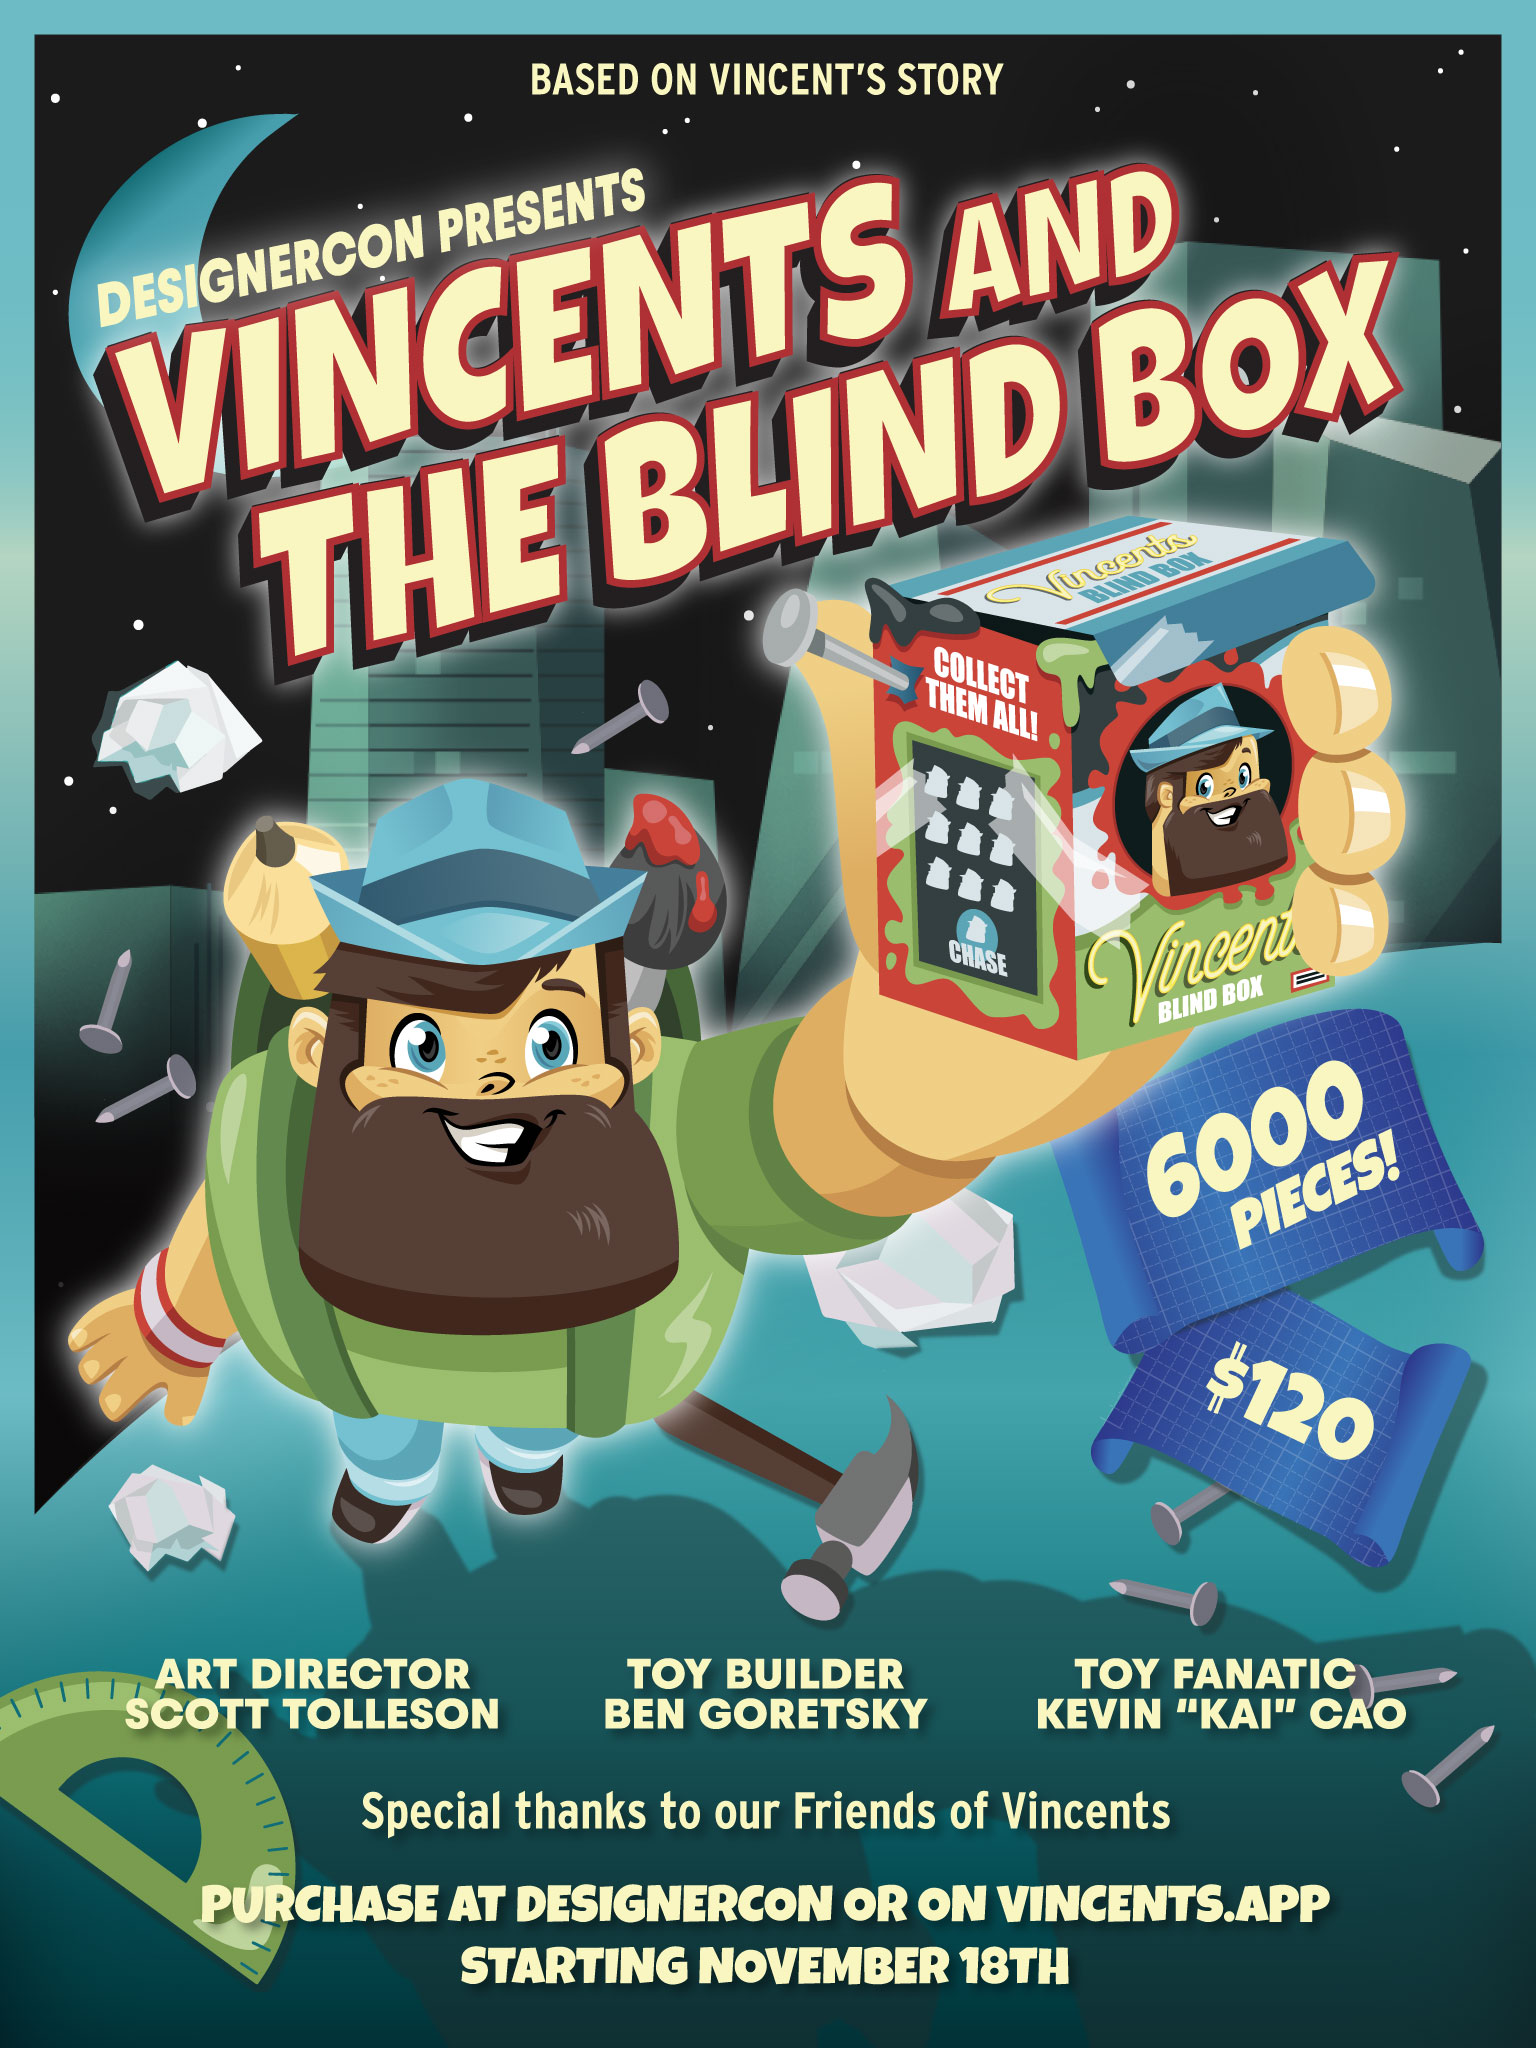 BASED ON VINCENT'S STORY
DESIGNERCON PRESENTS
VINCENTS AND
THE BLIND BOX
Vincents
BLIND BOX
COLLECT
THEM ALL!
CHASE
Vincents
BLIND BOX
6000
PIECES!
$120
ART DIRECTOR
SCOTT TOLLESON
TOY BUILDER
BEN GORETSKY
TOY FANATIC
KEVIN "KAI" CAO
Special thanks to our Friends of Vincents
PURCHASE AT DESIGNERCON OR ON VINCENTS.APP
STARTING NOVEMBER 18TH